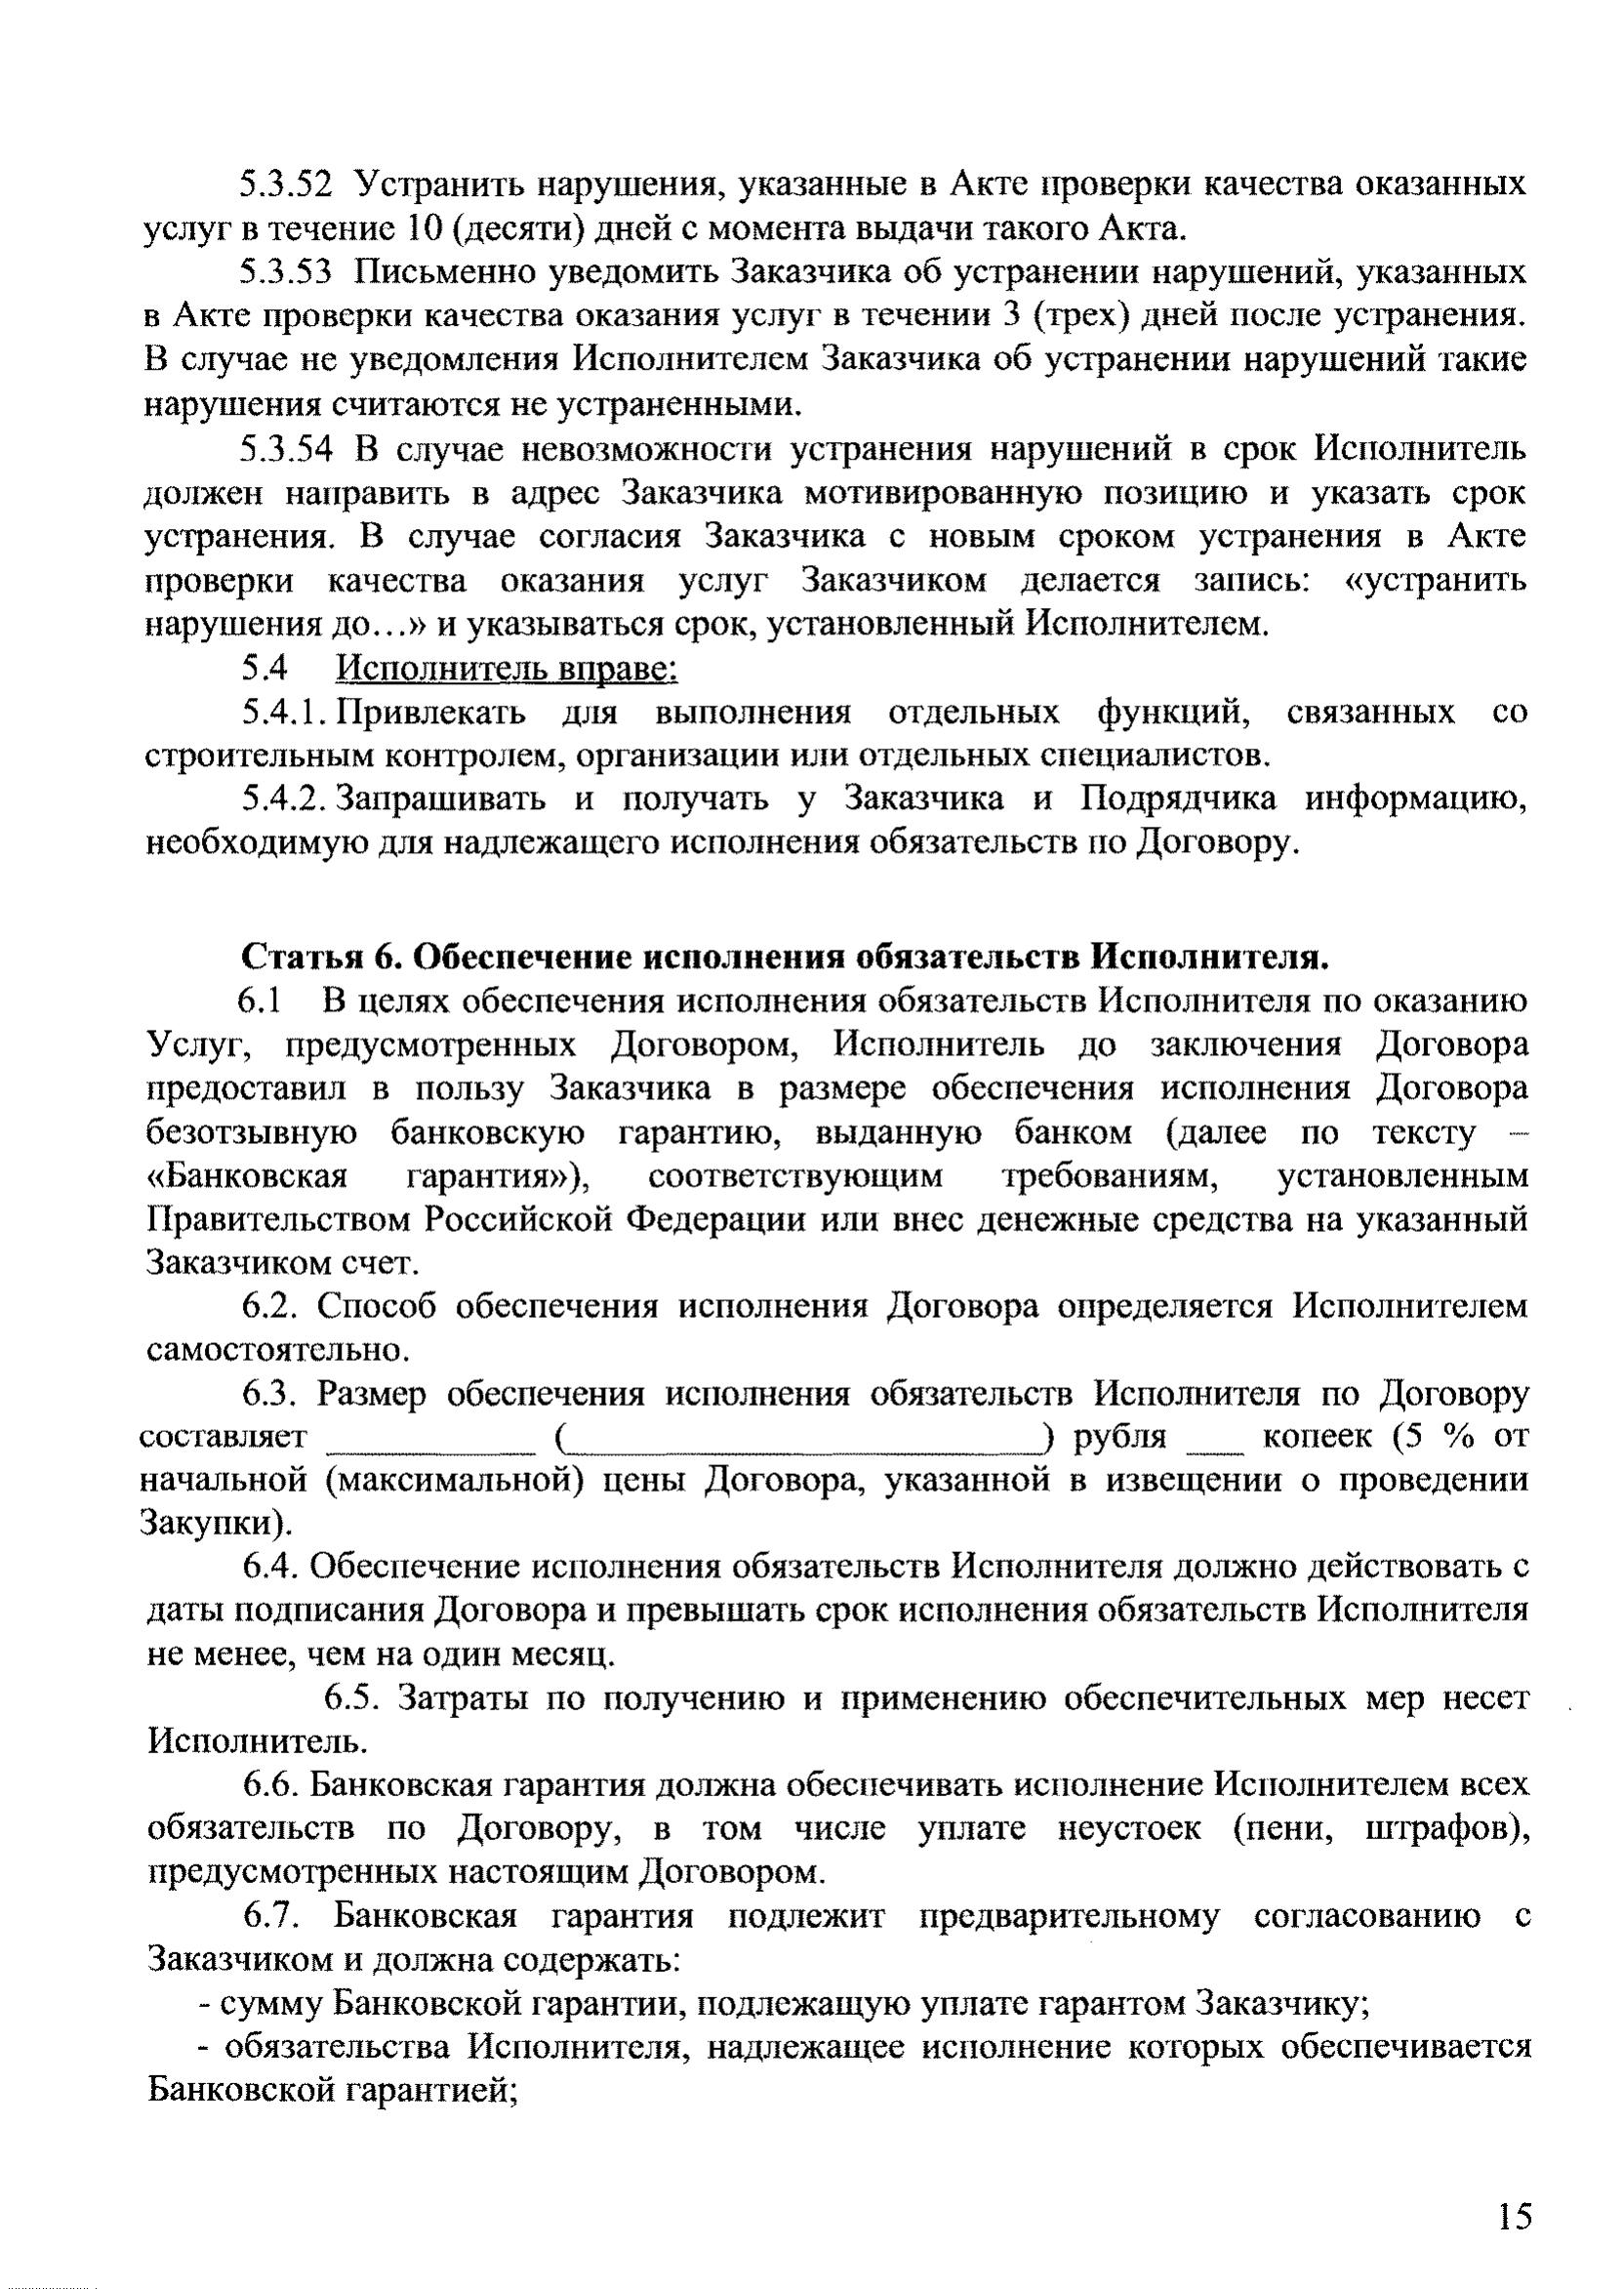 5.3.52 Устранить нарушения, указанные в Акте проверки качества оказанных
услуг в течение 10 (десяти) дней с момента выдачи такого Акта.
5.3.53 Письменно уведомить Заказчика об устранении нарушений, указанных
в Акте проверки качества оказания услуг в течении 3 (трех) дней после устранения.
В случае не уведомления Исполнителем Заказчика об устранении нарушений такие
нарушения считаются не устраненными.
5.3.54 В случае невозможности устранения нарушений в срок Исполнитель
должен направить в адрес Заказчика мотивированную позицию и указать срок
устранения. В случае согласия Заказчика с новым сроком устранения в Акте
проверки качества оказания услуг Заказчиком делается запись: «устранить
нарушения до...» и указываться срок, установленный Исполнителем.
5.4 Исполнитель вправе:
5.4.1. Привлекать для выполнения отдельных функций, связанных со
строительным контролем, организации или отдельных специалистов.
5.4.2. Запрашивать и получать у Заказчика и Подрядчика информацию,
необходимую для надлежащего исполнения обязательств по Договору.
Статья 6. Обеспечение исполнения обязательств Исполнителя.
6.1 В целях обеспечения исполнения обязательств Исполнителя по оказанию
Услуг, предусмотренных Договором, Исполнитель до заключения Договора
предоставил в пользу Заказчика в размере обеспечения исполнения Договора
безотзывную банковскую гарантию, выданную банком (далее по тексту –
«Банковская гарантия»), соответствующим требованиям, установленным
Правительством Российской Федерации или внес денежные средства на указанный
Заказчиком счет.
6.2. Способ обеспечения исполнения Договора определяется Исполнителем
самостоятельно.
6.3. Размер обеспечения исполнения обязательств Исполнителя по Договору
составляет ___________ (_________________________) рубля ___ копеек (5 % от
начальной (максимальной) цены Договора, указанной в извещении о проведении
Закупки).
6.4. Обеспечение исполнения обязательств Исполнителя должно действовать с
даты подписания Договора и превышать срок исполнения обязательств Исполнителя
не менее, чем на один месяц.
6.5. Затраты по получению и применению обеспечительных мер несет
Исполнитель.
6.6. Банковская гарантия должна обеспечивать исполнение Исполнителем всех
обязательств по Договору, в том числе уплате неустоек (пени, штрафов),
предусмотренных настоящим Договором.
6.7. Банковская гарантия подлежит предварительному согласованию с
Заказчиком и должна содержать:
- сумму Банковской гарантии, подлежащую уплате гарантом Заказчику;
- обязательства Исполнителя, надлежащее исполнение которых обеспечивается
Банковской гарантией;
15